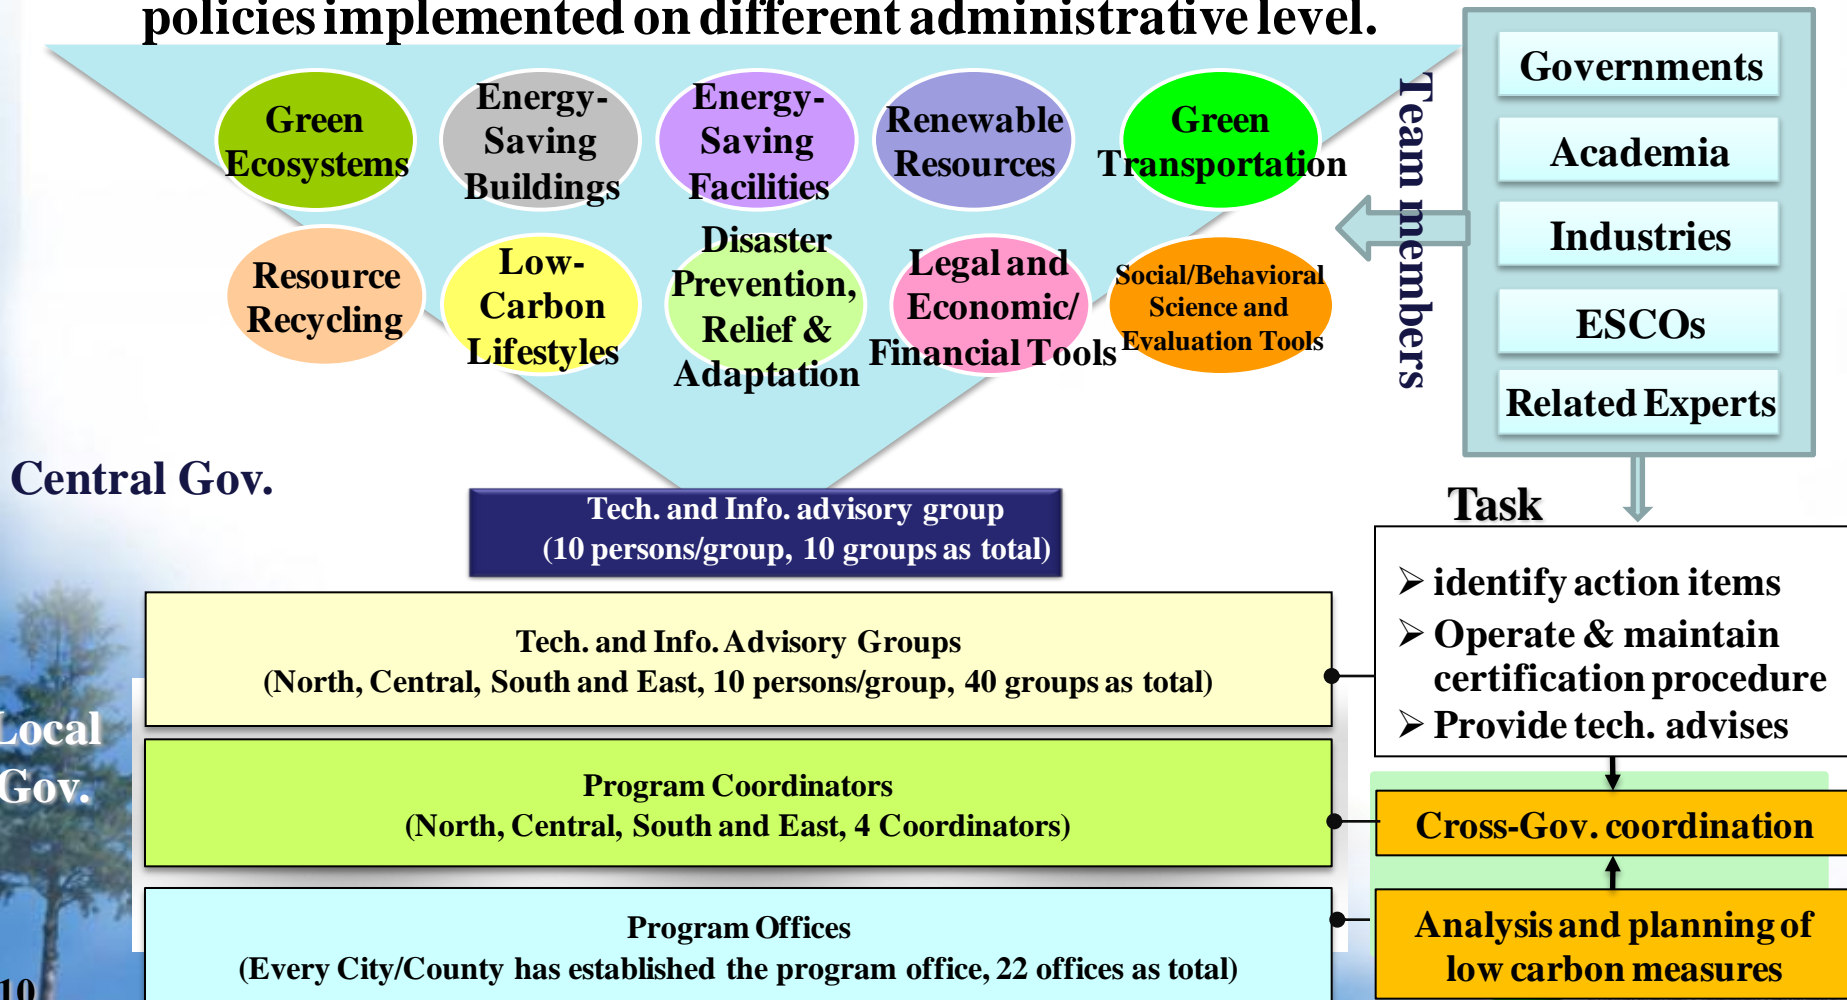 policies implemented on different administrative level.
Green
Ecosystems
Energy-
Saving
Buildings
Energy-
Saving
Facilities
Renewable
Resources
Green
Transportation
Resource
Recycling
Low-
Carbon
Lifestyles
Disaster
Prevention,
Relief &
Adaptation
Legal and
Economic/
Financial Tools
Social/Behavioral
Science and
Evaluation Tools
Team members
Governments
Academia
Industries
ESCOs
Related Experts
Central Gov.
Tech. and Info. advisory group
(10 persons/group, 10 groups as total)
Task
➢ identify action items
➢ Operate & maintain
certification procedure
➢ Provide tech. advises
Local
Gov.
Tech. and Info. Advisory Groups
(North, Central, South and East, 10 persons/group, 40 groups as total)
Program Coordinators
(North, Central, South and East, 4 Coordinators)
Cross-Gov. coordination
Program Offices
(Every City/County has established the program office, 22 offices as total)
Analysis and planning of
low carbon measures
10